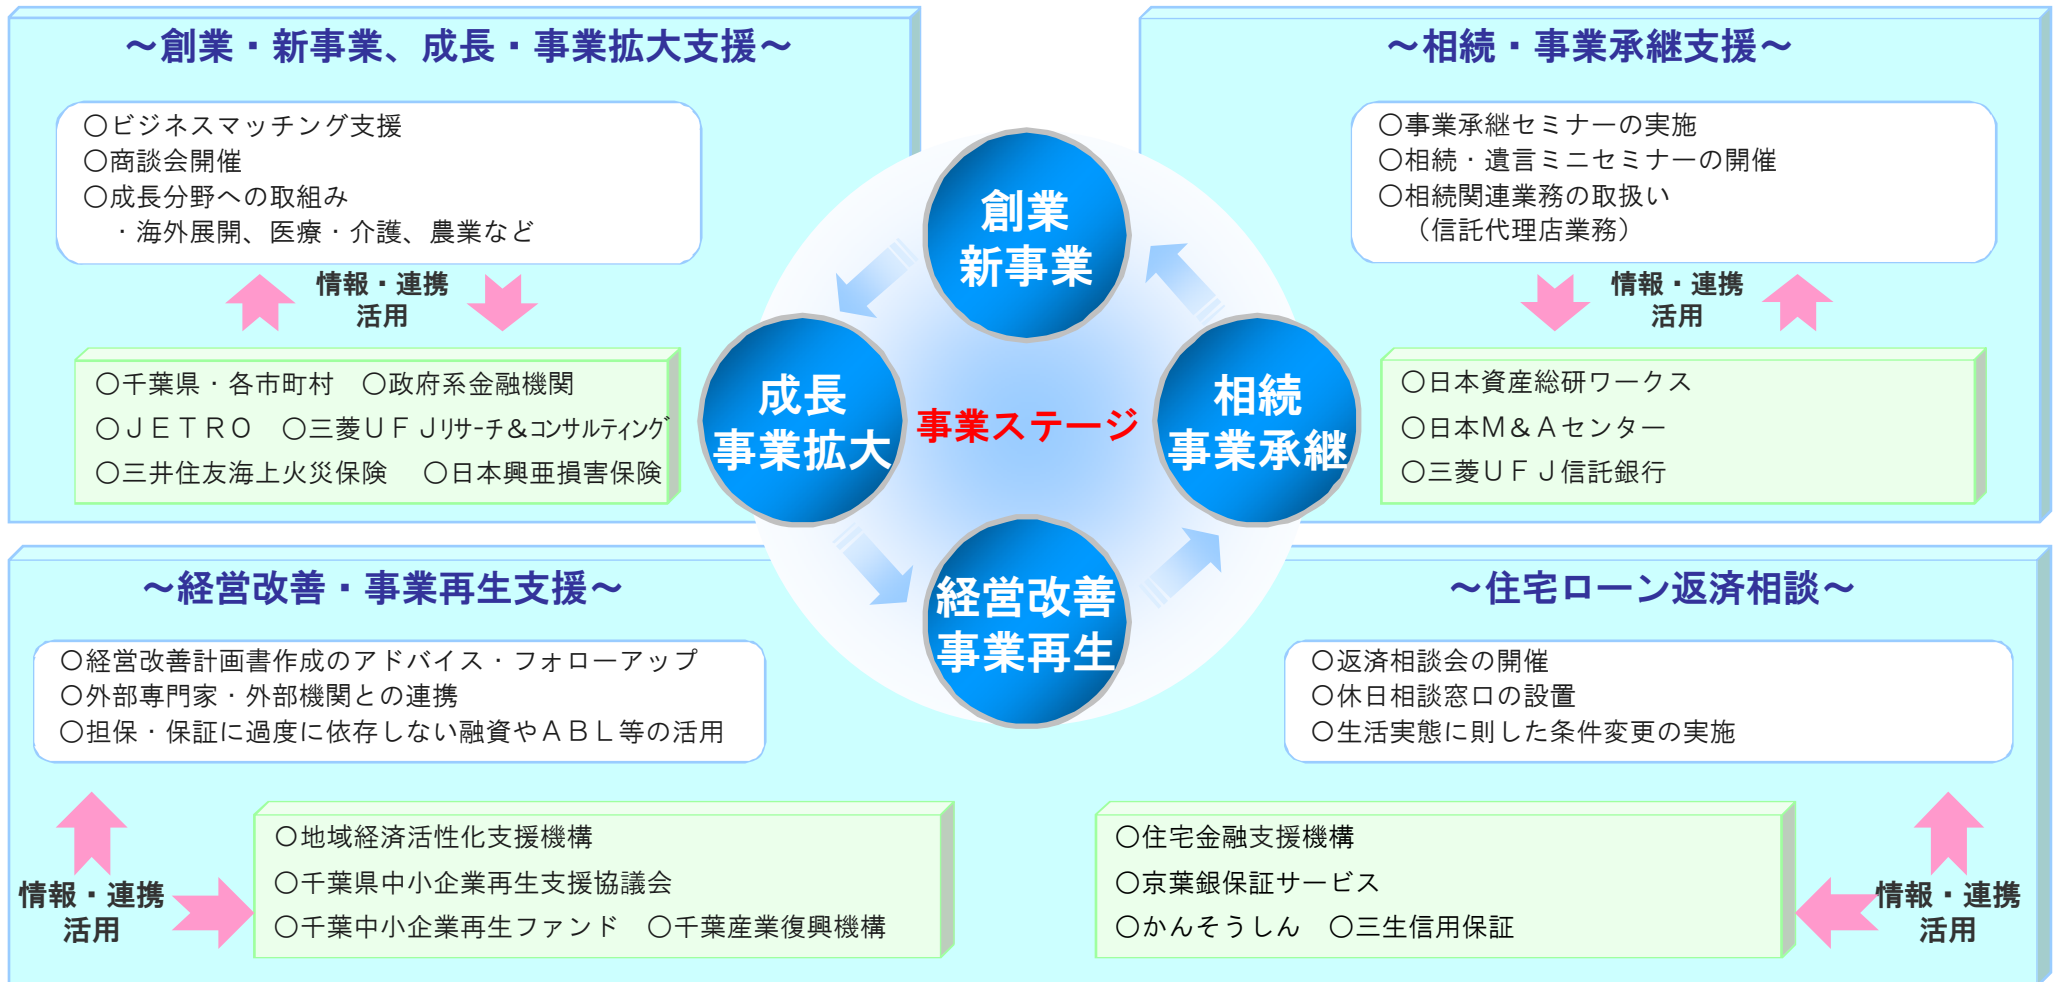 ～創業・新事業、成長・事業拡大支援～
○ビジネスマッチング支援
○商談会開催
○成長分野への取組み
・海外展開、医療・介護、農業など
情報・連携
活用
○千葉県・各市町村　○政府系金融機関
○ＪＥＴＲＯ　○三菱ＵＦＪﾘｻｰﾁ＆ｺﾝｻﾙﾃｨﾝｸﾞ
○三井住友海上火災保険　○日本興亜損害保険
～相続・事業承継支援～
○事業承継セミナーの実施
○相続・遺言ミニセミナーの開催
○相続関連業務の取扱い
（信託代理店業務）
情報・連携
活用
○日本資産総研ワークス
○日本Ｍ＆Ａセンター
○三菱ＵＦＪ信託銀行
創業
新事業
成長
事業拡大
事業ステージ
相続
事業承継
経営改善
事業再生
～経営改善・事業再生支援～
○経営改善計画書作成のアドバイス・フォローアップ
○外部専門家・外部機関との連携
○担保・保証に過度に依存しない融資やＡＢＬ等の活用
情報・連携
活用
○地域経済活性化支援機構
○千葉県中小企業再生支援協議会
○千葉中小企業再生ファンド　○千葉産業復興機構
～住宅ローン返済相談～
○返済相談会の開催
○休日相談窓口の設置
○生活実態に則した条件変更の実施
○住宅金融支援機構
○京葉銀保証サービス
○かんそうしん　○三生信用保証
情報・連携
活用